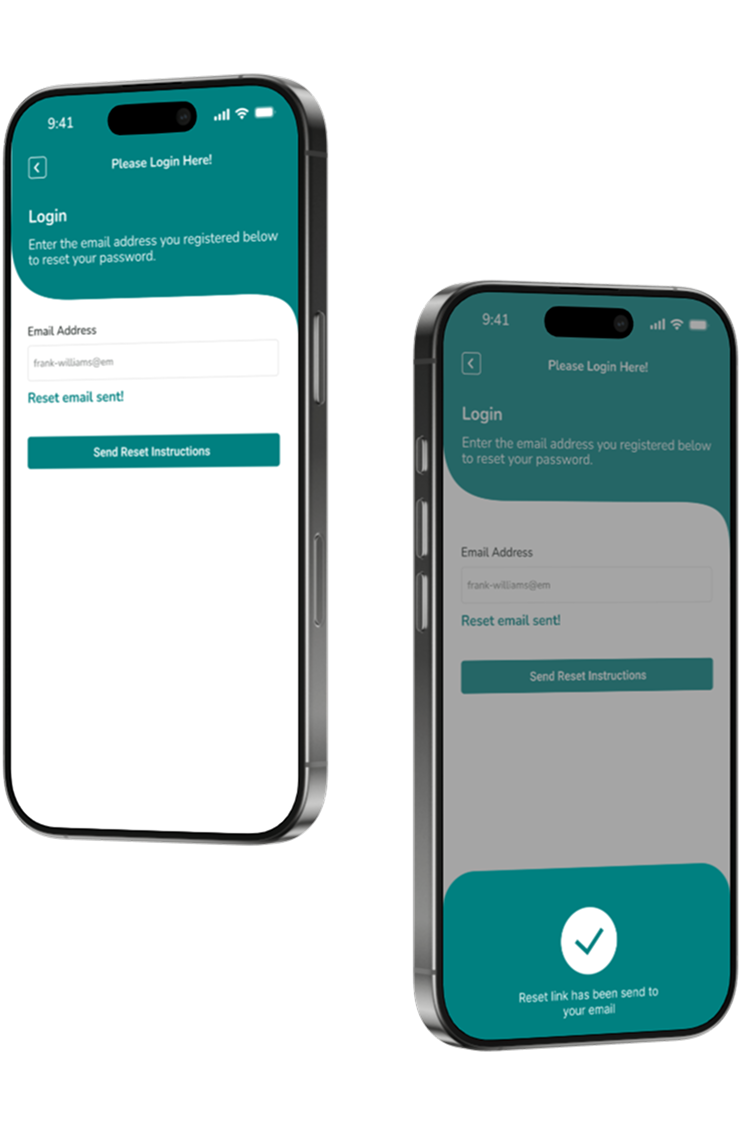 9:41
Please Login Here!
Login
Enter the email address you registered below
to reset your password.
Email Address
frank-williams@em
Reset email sent!
Send Reset Instructions
9:41
Please Login Here!
Login
Enter the email address you registered below
to reset your password.
Email Address
frank-williams@em
Reset email sent!
Send Reset Instructions
Reset link has been send to
your email